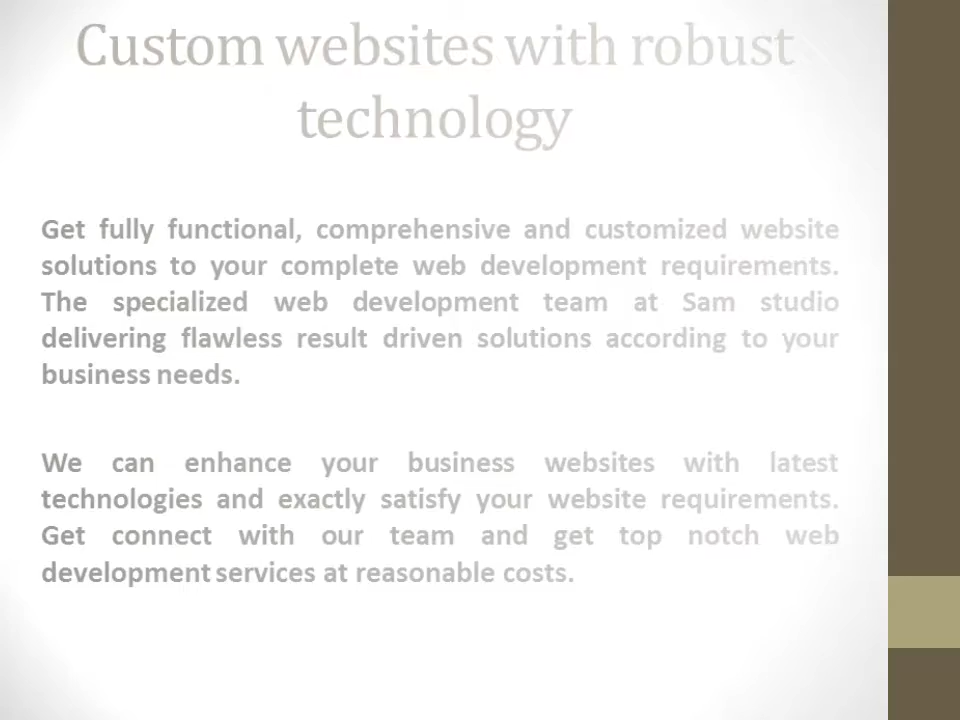 Custom websites with robust
technology
Get fully functional, comprehensive and customized website
solutions to your complete web development requirements.
The specialized web development team at Sam studio
delivering flawless result driven solutions according to your
business needs.
We can enhance your business websites with latest
technologies and exactly satisfy your website requirements.
Get connect with our team and get top notch web
development services at reasonable costs.